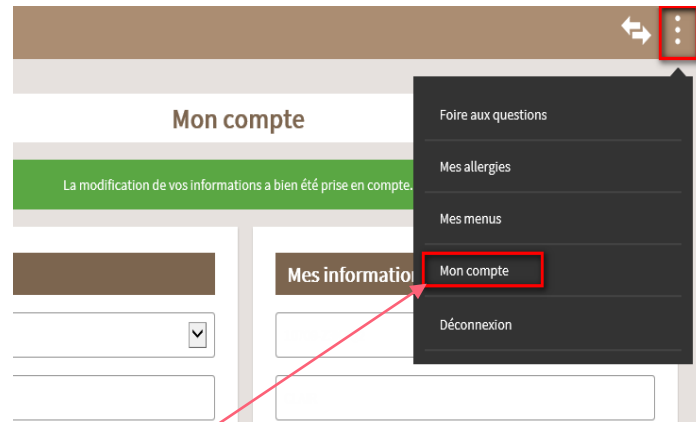 Mon compte
La modification de vos informations a bien été prise en compte.
Mes information
Foire aux questions
Mes allergies
Mes menus
Mon compte
Déconnexion